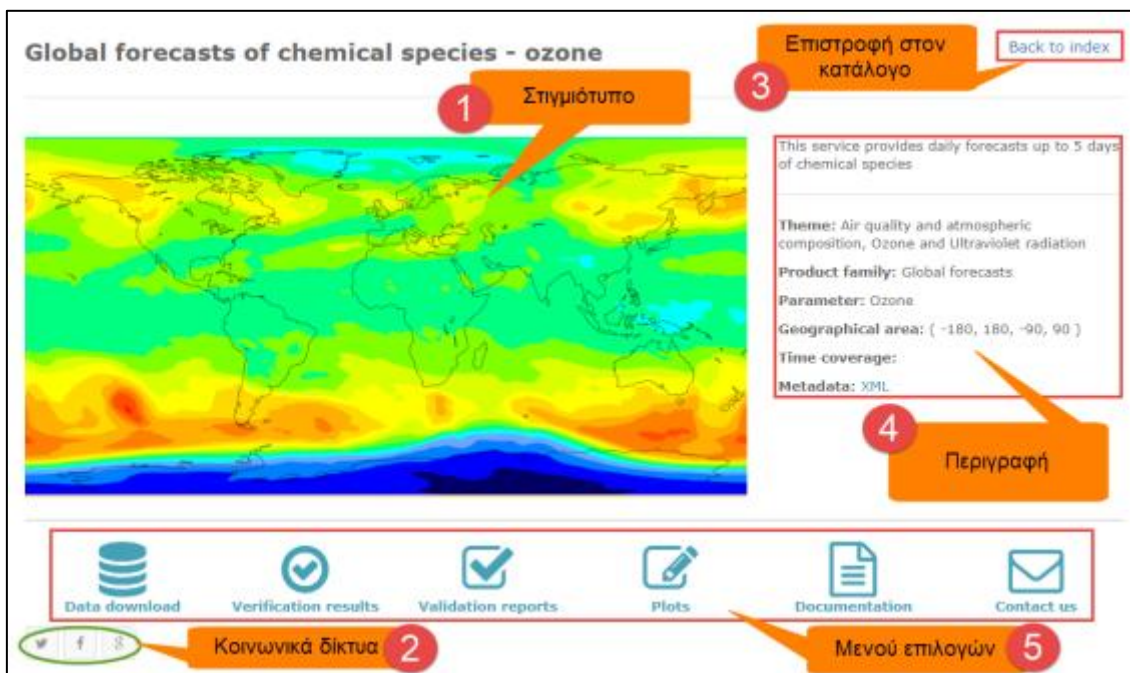 Global forecasts of chemical species - ozone
Επιστροφή στον
κατάλογο
3
Back to index
1
Στιγμιότυπο
This service provides daily forecasts up to 5 days
of chemical species
Theme: Air quality and atmospheric
composition, Ozone and Ultraviolet radiation
Product family: Global forecasts
Parameter: Ozone
Geographical area: ( -180, 180, -90, 90 )
Time coverage:
Metadata: XML
4
Περιγραφή
Data download
Verification results
Validation reports
Plots
Documentation
Contact us
Κοινωνικά δίκτυα
2
Μενού επιλογών
5